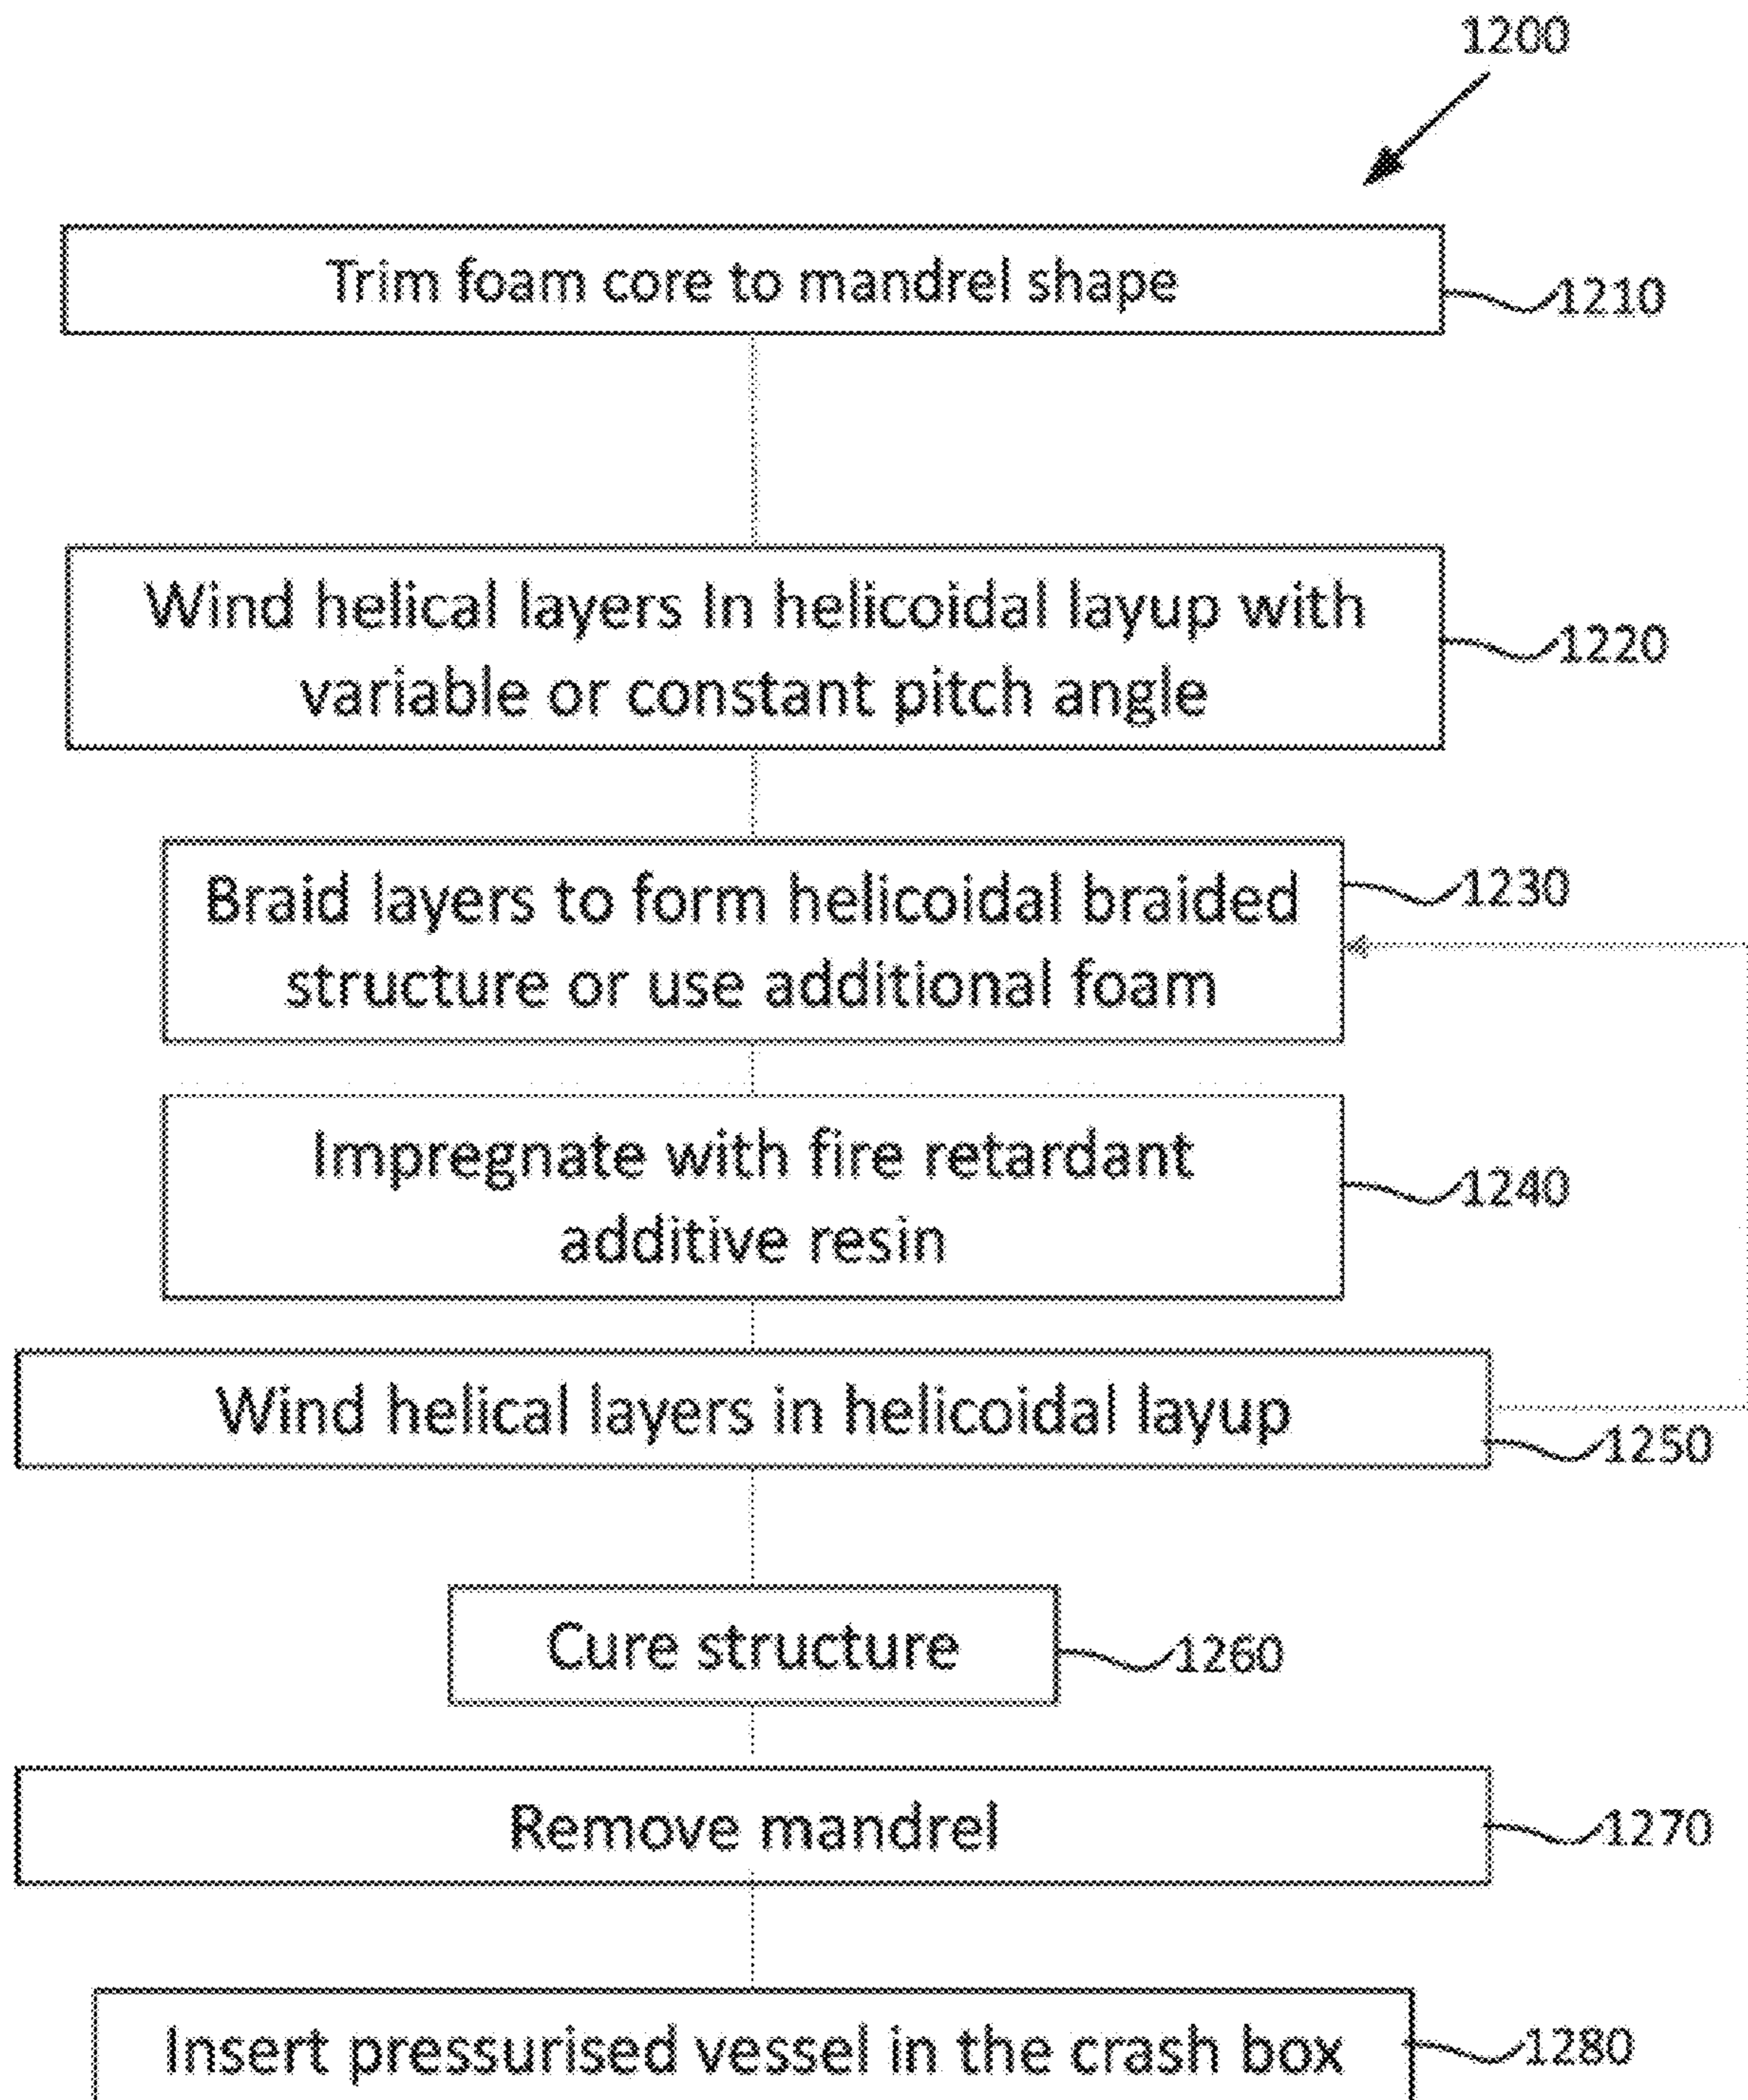 1200
Trim foam core to mandrel shape
1210
Wind helical layers In helicoidal layup with
variable or constant pitch angle
1220
Braid layers to form helicoidal braided
structure or use additional foam
1230
Impregnate with fire retardant
additive resin
1240
Wind helical layers in helicoidal layup
1250
Cure structure
1260
Remove mandrel
1270
Insert pressurised vessel in the crash box
1280